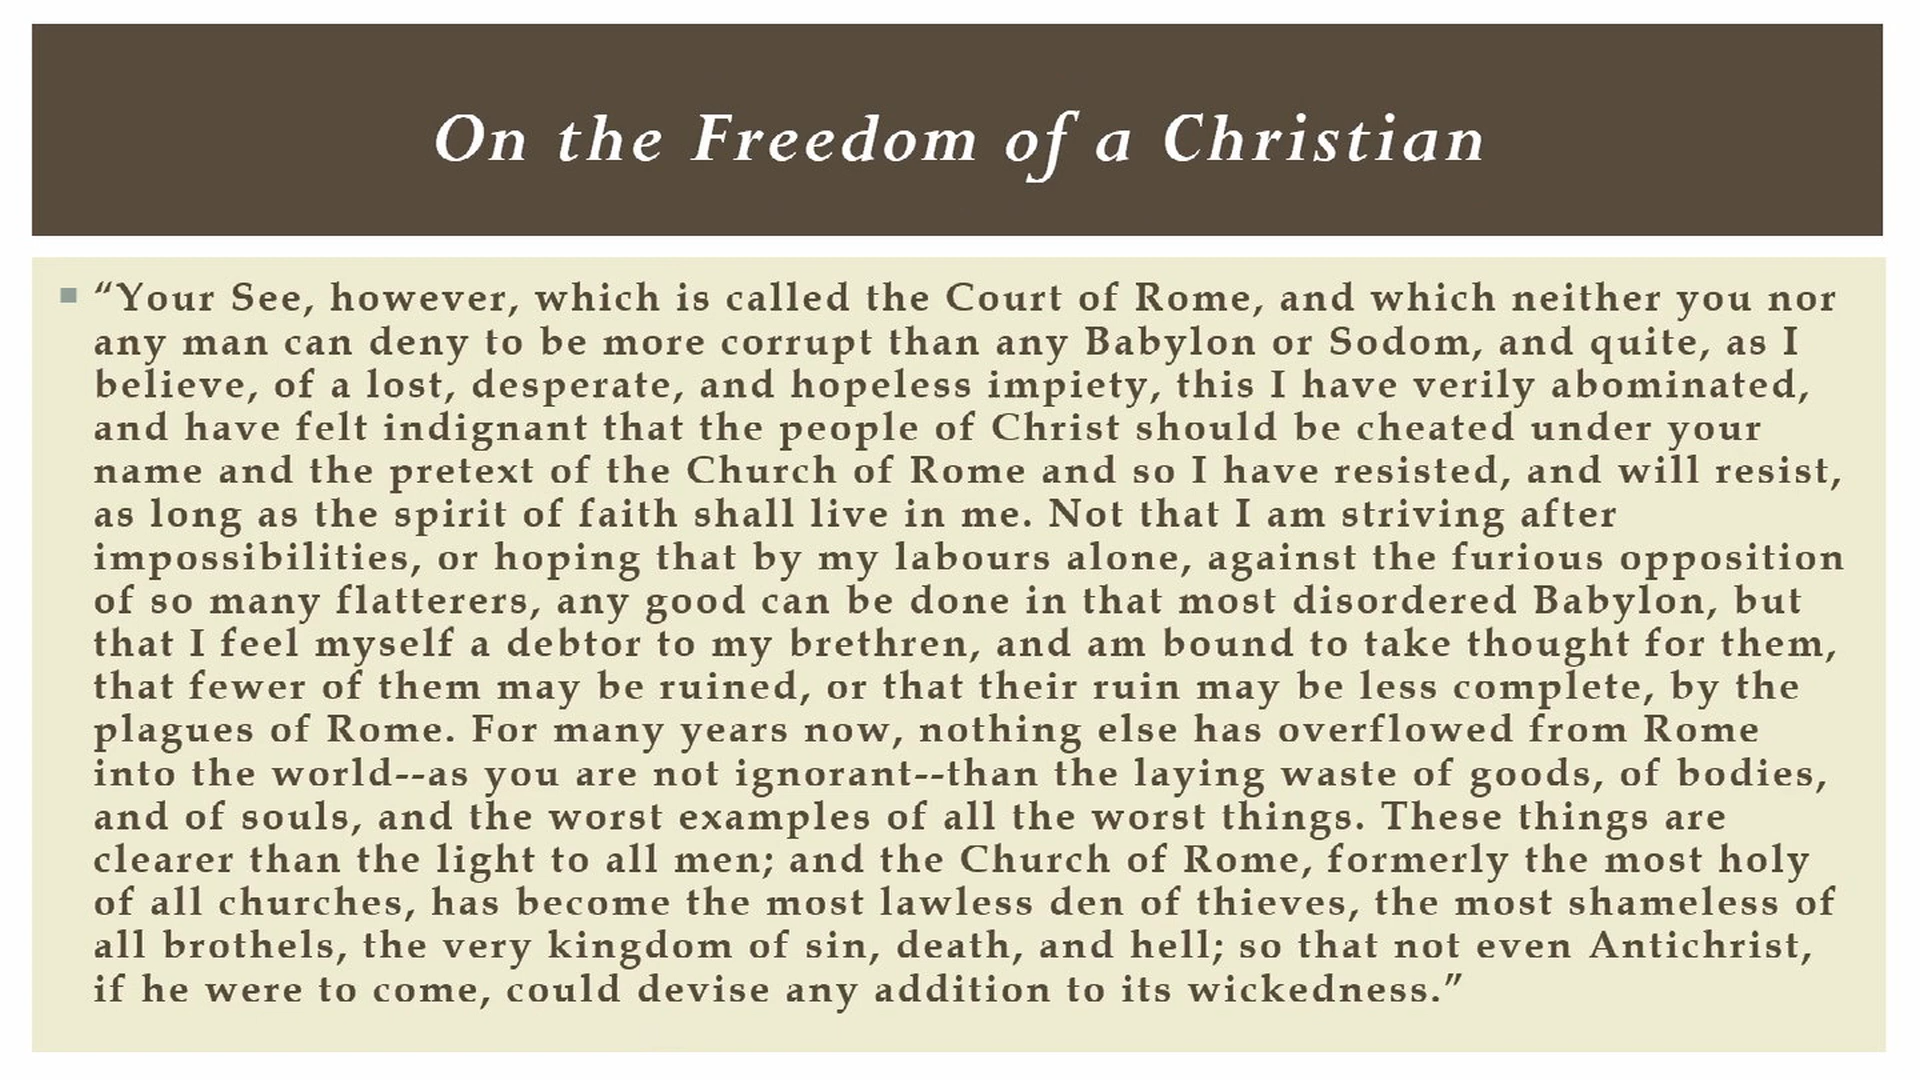 On the Freedom of a Christian
“Your See, however, which is called the Court of Rome, and which neither you nor
any man can deny to be more corrupt than any Babylon or Sodom, and quite, as I
believe, of a lost, desperate, and hopeless impiety, this I have verily abominated,
and have felt indignant that the people of Christ should be cheated under your
name and the pretext of the Church of Rome and so I have resisted, and will resist,
as long as the spirit of faith shall live in me. Not that I am striving after
impossibilities, or hoping that by my labours alone, against the furious opposition
of so many flatterers, any good can be done in that most disordered Babylon, but
that I feel myself a debtor to my brethren, and am bound to take thought for them,
that fewer of them may be ruined, or that their ruin may be less complete, by the
plagues of Rome. For many years now, nothing else has overflowed from Rome
into the world--as you are not ignorant--than the laying waste of goods, of bodies,
and of souls, and the worst examples of all the worst things. These things are
clearer than the light to all men; and the Church of Rome, formerly the most holy
of all churches, has become the most lawless den of thieves, the most shameless of
all brothels, the very kingdom of sin, death, and hell; so that not even Antichrist,
if he were to come, could devise any addition to its wickedness.”